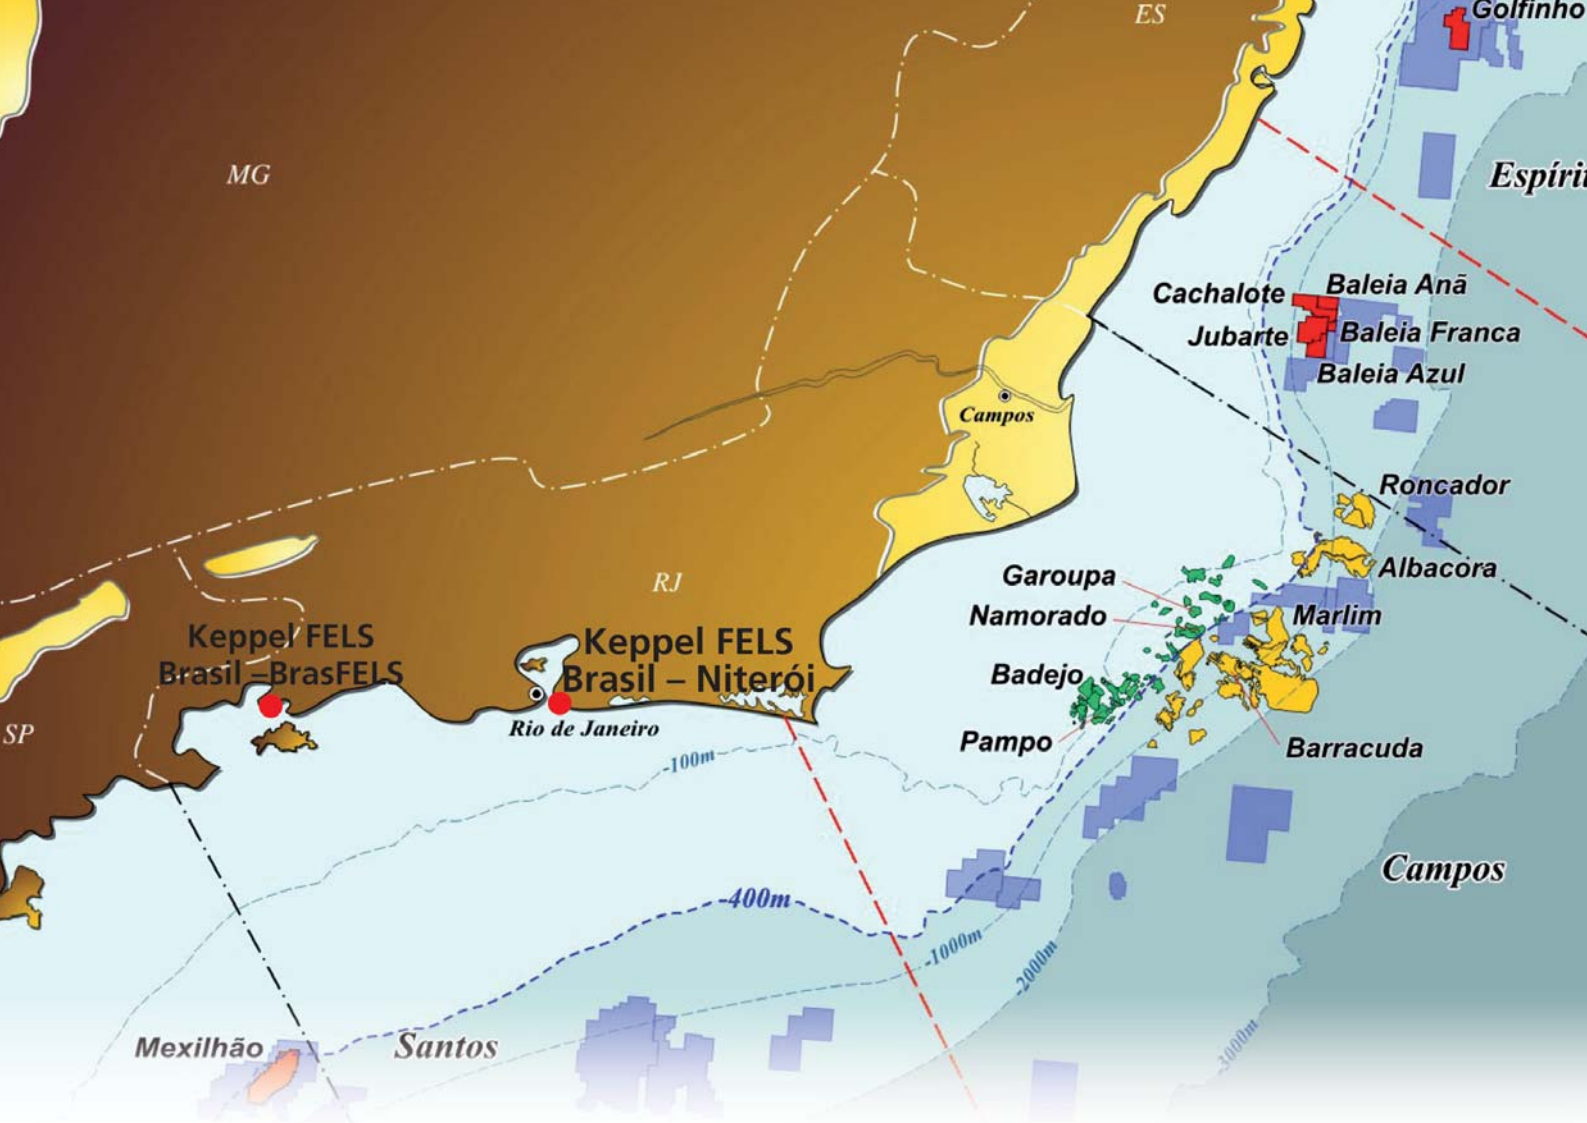 ES
Golfinho
MG
Cachalote
Baleia Anã
Jubarte
Baleia Franca
Baleia Azul
Campos
Roncador
Garoupa
Albacora
RJ
Namorado
Marlim
Keppel FELS
Brasil –BrasFELS
Keppel FELS
Brasil – Niterói
Badejo
SP
Rio de Janeiro
Pampo
Barracuda
-100m
Campos
-400m
-1000m
-2000m
Mexilhão
Santos
3000m